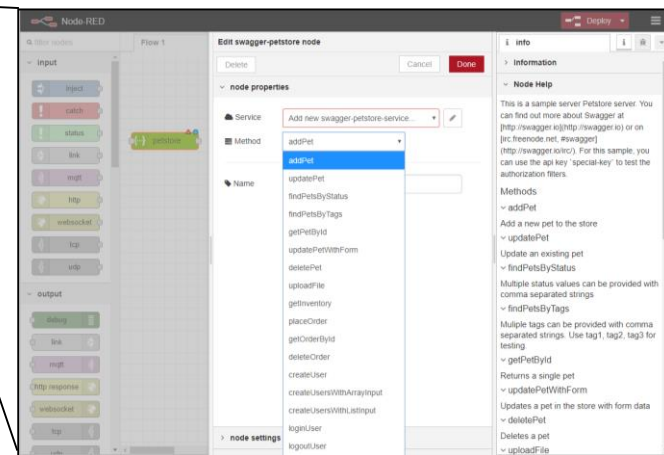 Node-RED
Deploy
filter nodes
Flow 1
Edit swagger-petstore node
i info
i
input
Delete
Cancel
Done
Information
node properties
Node Help
inject
catch
status
link
mqtt
http
websocket
tcp
udp
output
debug
link
mqtt
http response
websocket
tcp
petstore
Service
Add new swagger-petstore-service...
Method
addPet
Name
addPet
updatePet
findPetsByStatus
findPetsByTags
getPetById
updatePetWithForm
deletePet
uploadFile
getInventory
placeOrder
getOrderById
deleteOrder
createUser
createUsersWithArrayInput
createUsersWithListInput
loginUser
logoutUser
node settings
This is a sample server Petstore server. You
can find more about Swagger at
[http://swagger.io](http://swagger.io) or on
[irc.freenode.net, #swagger]
(http://swagger.io/irc/). For this sample, you
can use the api key `special-key` to test the
authorization filters.
Methods
addPet
Add a new pet to the store
updatePet
Update an existing pet
findPetsByStatus
Multiple status values can be provided with
comma separated strings
findPetsByTags
Muliple tags can be provided with comma
separated strings. Use tag1, tag2, tag3 for
testing.
getPetById
Returns a single pet
updatePetWithForm
Updates a pet in the store with form data
deletePet
Deletes a pet
uploadFile